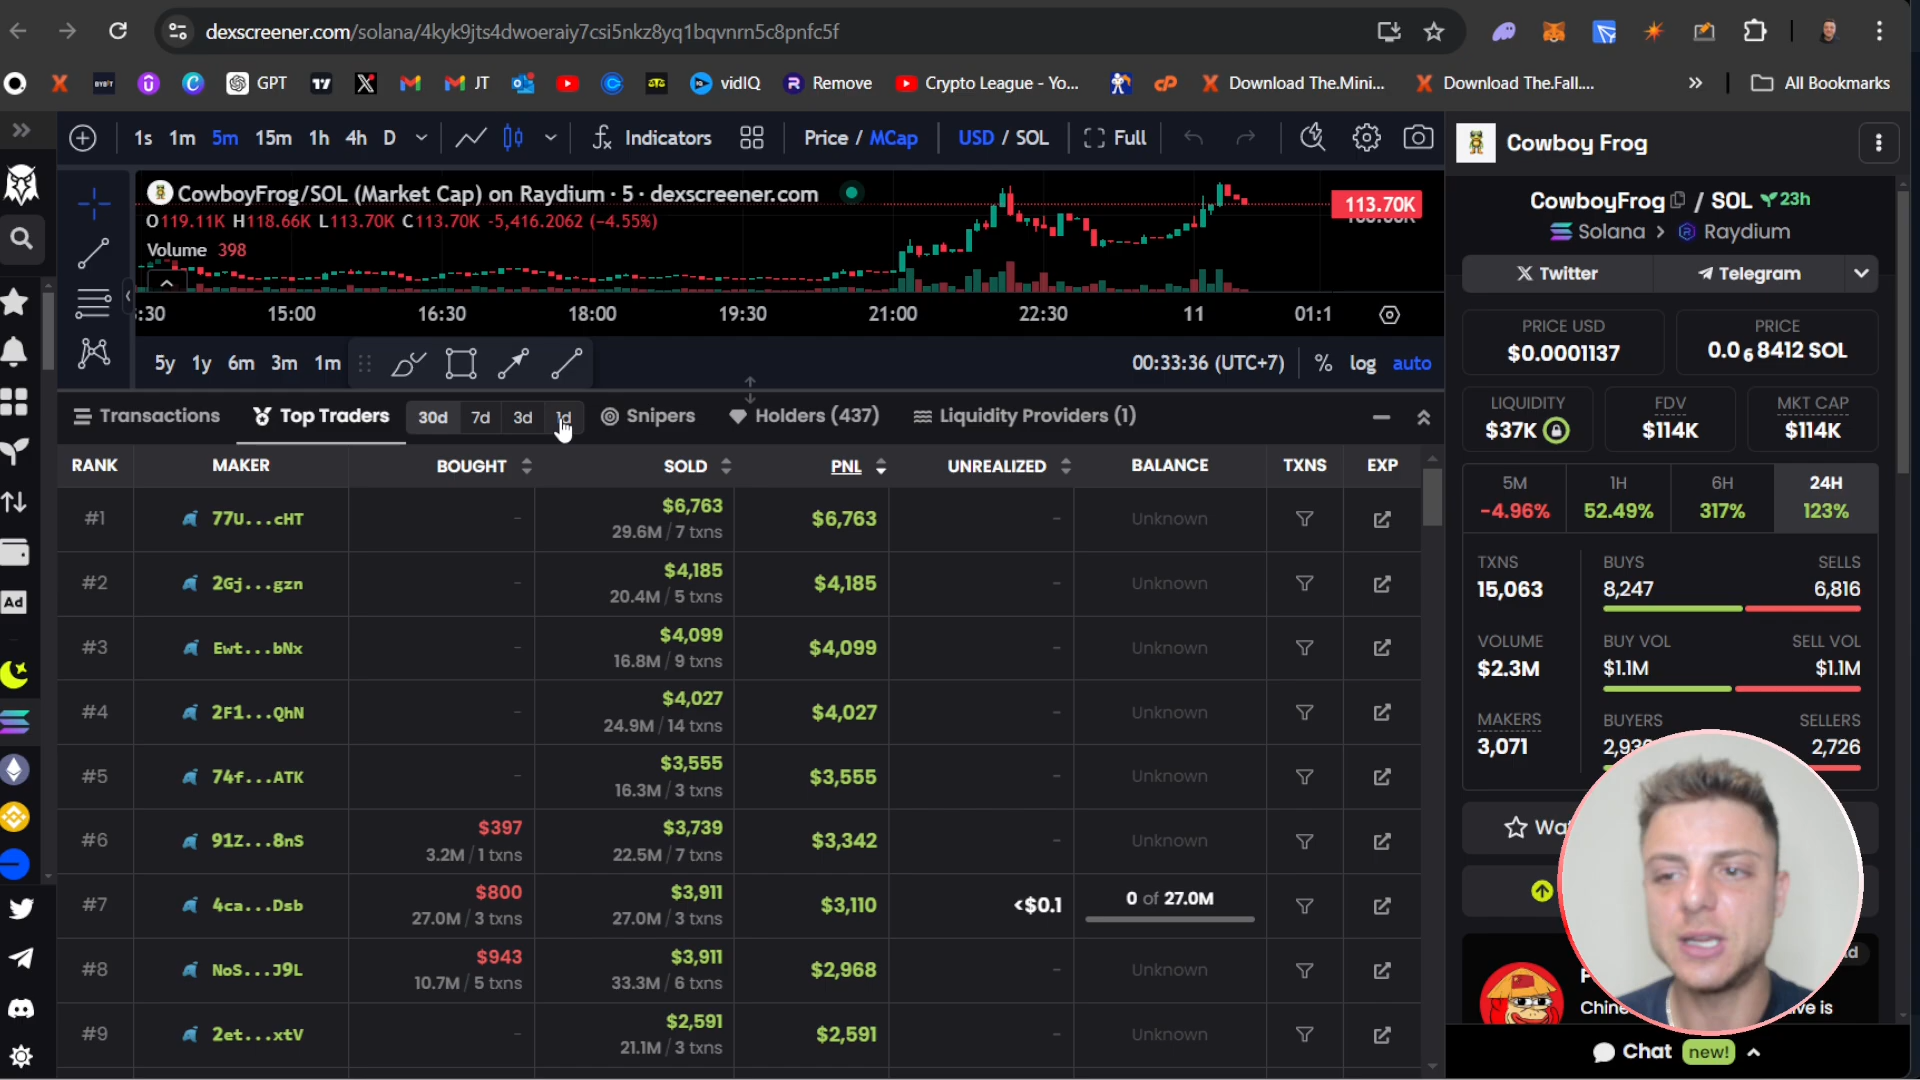 dexscreener.com/solana/4kyk9jts4dwoeraiy7csi5nkz8yq1bqvnrn5c8pnfc5f
BYBIT
GPT
JT
vidIQ
Remove
Crypto League - Yo...
Download The.Mini...
Download The.Fall....
All Bookmarks
1s 1m 5m 15m 1h 4h D
Indicators
Price / MCap
USD / SOL
Full
CowboyFrog/SOL (Market Cap) on Raydium · 5 · dexscreener.com
O119.11K H118.66K L113.70K C113.70K -5,416.2062 (-4.55%)
Volume 398
113.70K
:30 15:00 16:30 18:00 19:30 21:00 22:30 11 01:1
5y 1y 6m 3m 1m
00:33:36 (UTC+7)
% log auto
Transactions Top Traders 30d 7d 3d 1d Snipers Holders (437) Liquidity Providers (1)
RANK MAKER BOUGHT SOLD PNL UNREALIZED BALANCE TXNS EXP
#1 77U...cHT - $6,763 $6,763 - Unknown
29.6M / 7 txns
#2 2Gj...gzn - $4,185 $4,185 - Unknown
20.4M / 5 txns
#3 Ewt...bNx - $4,099 $4,099 - Unknown
16.8M / 9 txns
#4 2F1...QhN - $4,027 $4,027 - Unknown
24.9M / 14 txns
#5 74f...ATK - $3,555 $3,555 - Unknown
16.3M / 3 txns
#6 91Z...8nS $397 $3,739 $3,342 - Unknown
3.2M / 1 txns 22.5M / 7 txns
#7 4ca...Dsb $800 $3,911 $3,110 <$0.1 0 of 27.0M
27.0M / 3 txns 27.0M / 3 txns
#8 NoS...J9L $943 $3,911 $2,968 - Unknown
10.7M / 5 txns 33.3M / 6 txns
#9 2et...xtV - $2,591 $2,591 - Unknown
21.1M / 3 txns
Ad
Cowboy Frog
CowboyFrog / SOL 23h
Solana > Raydium
Twitter
Telegram
PRICE USD
$0.0001137
PRICE
0.0₆8412 SOL
LIQUIDITY
$37K
FDV
$114K
MKT CAP
$114K
5M 1H 6H 24H
-4.96% 52.49% 317% 123%
TXNS BUYS SELLS
15,063 8,247 6,816
VOLUME BUY VOL SELL VOL
$2.3M $1.1M $1.1M
MAKERS BUYERS SELLERS
3,071 2,93 2,726
Wa
Chine
ve is
Chat new!